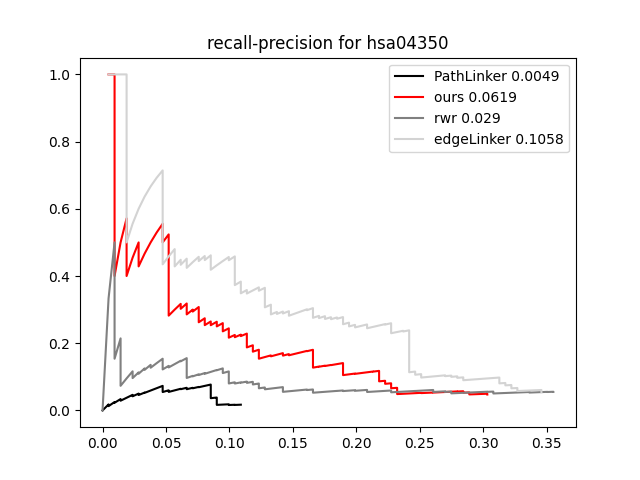 recall-precision for hsa04350
PathLinker 0.0049
ours 0.0619
rwr 0.029
edgeLinker 0.1058
1.0
0.8
0.6
0.4
0.2
0.0
0.00 0.05 0.10 0.15 0.20 0.25 0.30 0.35